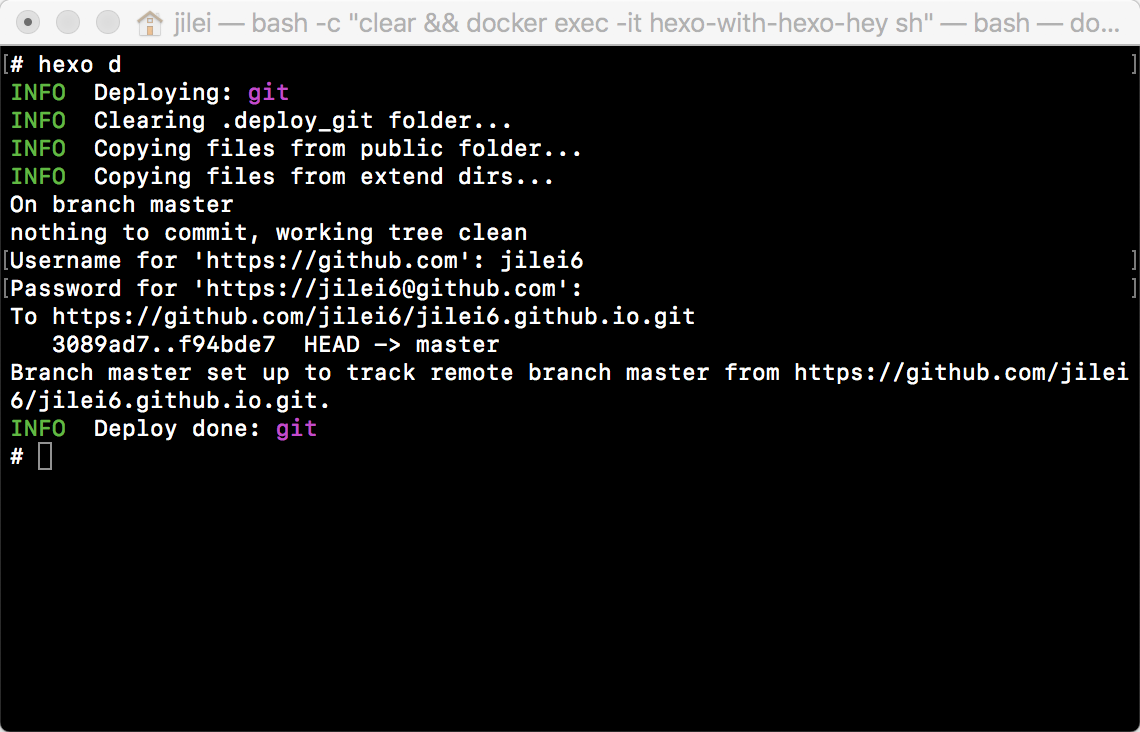 jilei — bash -c "clear && docker exec -it hexo-with-hexo-hey sh" — bash — do...
[# hexo d ]
INFO  Deploying: git
INFO  Clearing .deploy_git folder...
INFO  Copying files from public folder...
INFO  Copying files from extend dirs...
On branch master
nothing to commit, working tree clean
[Username for 'https://github.com': jilei6 ]
[Password for 'https://jilei6@github.com': ]
To https://github.com/jilei6/jilei6.github.io.git
   3089ad7..f94bde7  HEAD -> master
Branch master set up to track remote branch master from https://github.com/jilei
6/jilei6.github.io.git.
INFO  Deploy done: git
#